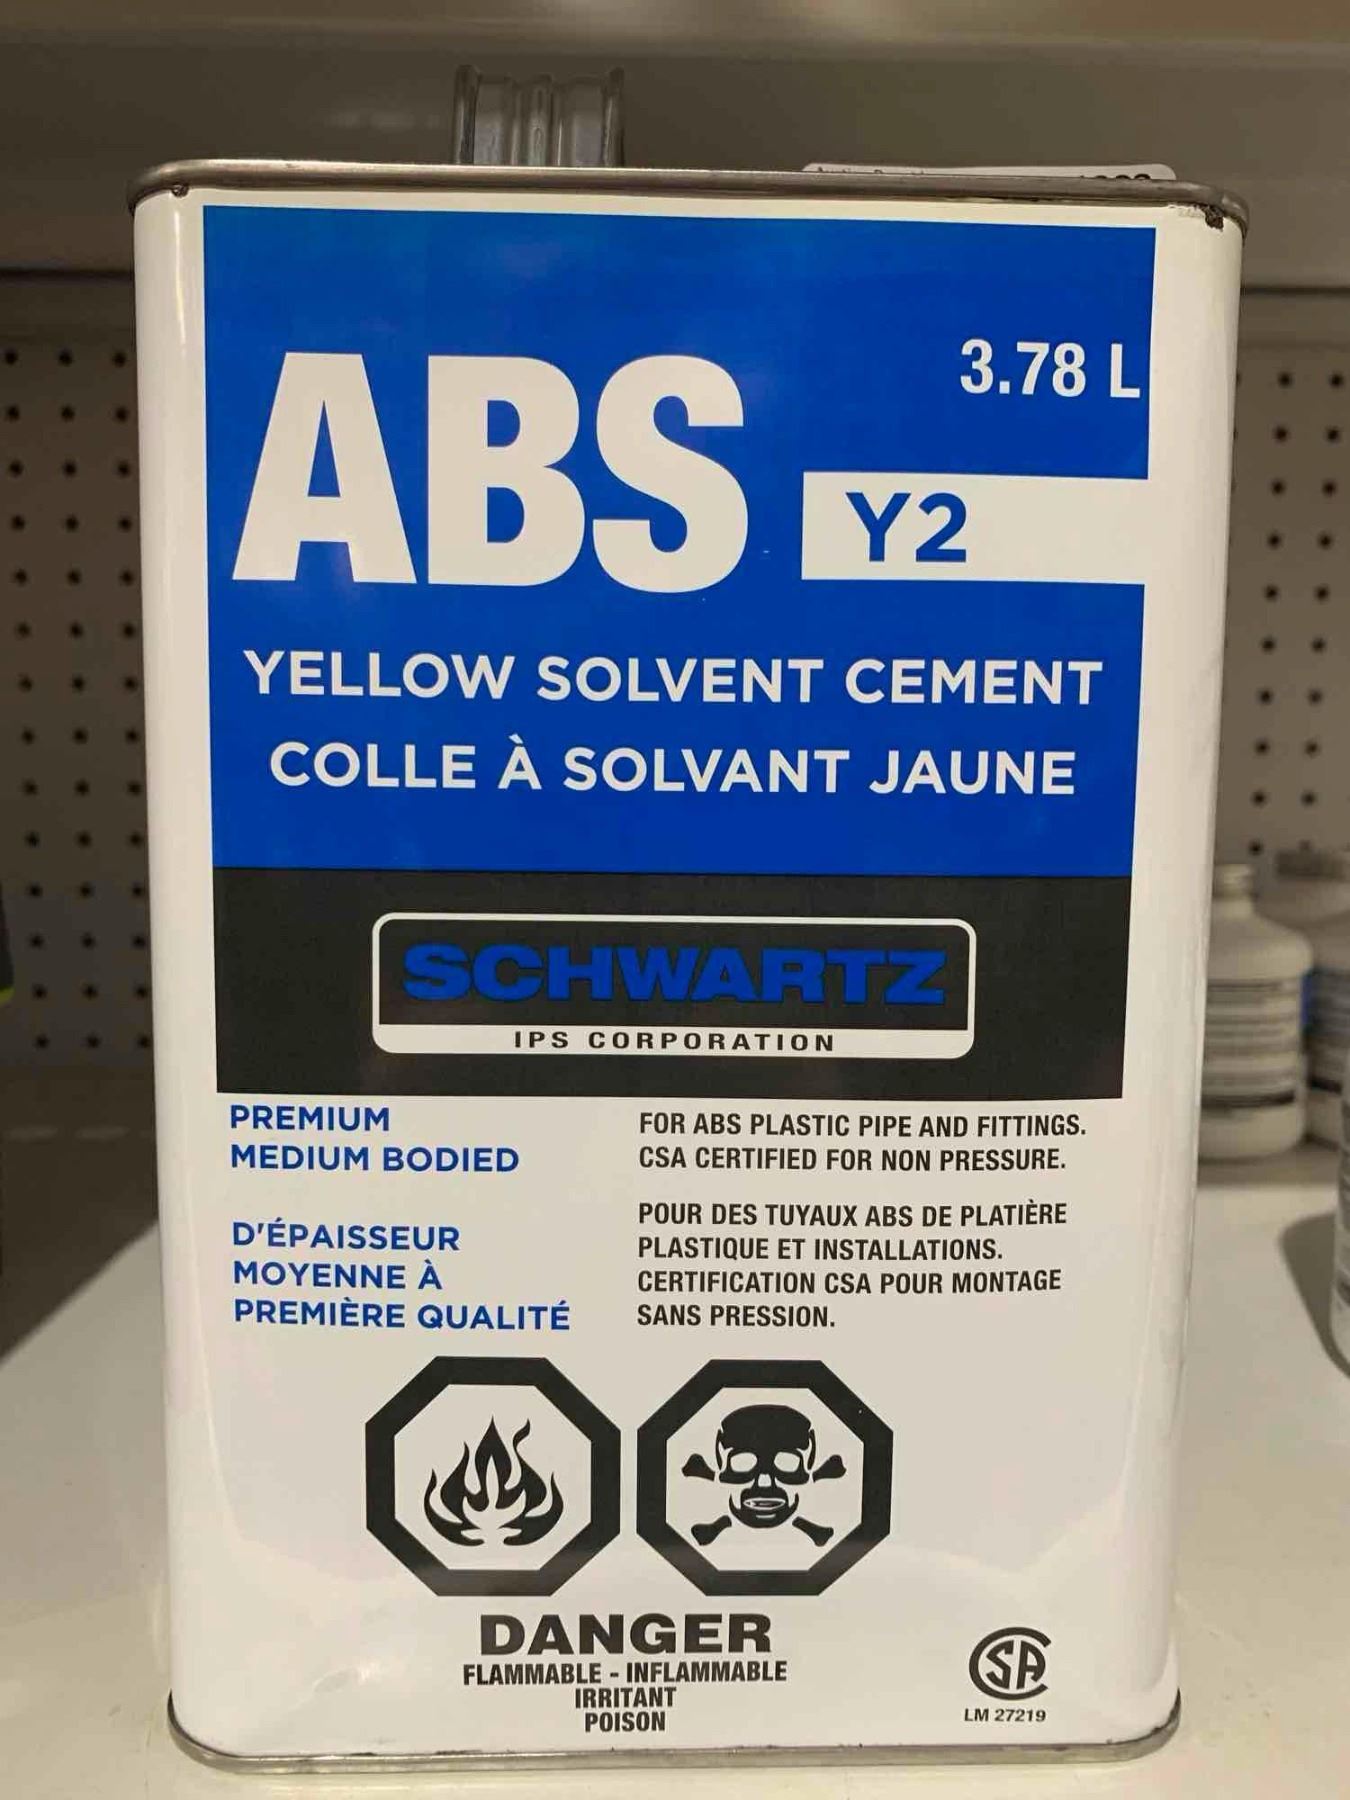 3.78 L
ABS
Y2
YELLOW SOLVENT CEMENT
COLLE À SOLVANT JAUNE
SCHWARTZ
IPS CORPORATION
PREMIUM
MEDIUM BODIED
FOR ABS PLASTIC PIPE AND FITTINGS.
CSA CERTIFIED FOR NON PRESSURE.
D'ÉPAISSEUR
MOYENNE À
PREMIÈRE QUALITÉ
POUR DES TUYAUX ABS DE PLATIÈRE
PLASTIQUE ET INSTALLATIONS.
CERTIFICATION CSA POUR MONTAGE
SANS PRESSION.
DANGER
FLAMMABLE - INFLAMMABLE
IRRITANT
POISON
CSA
LM 27219